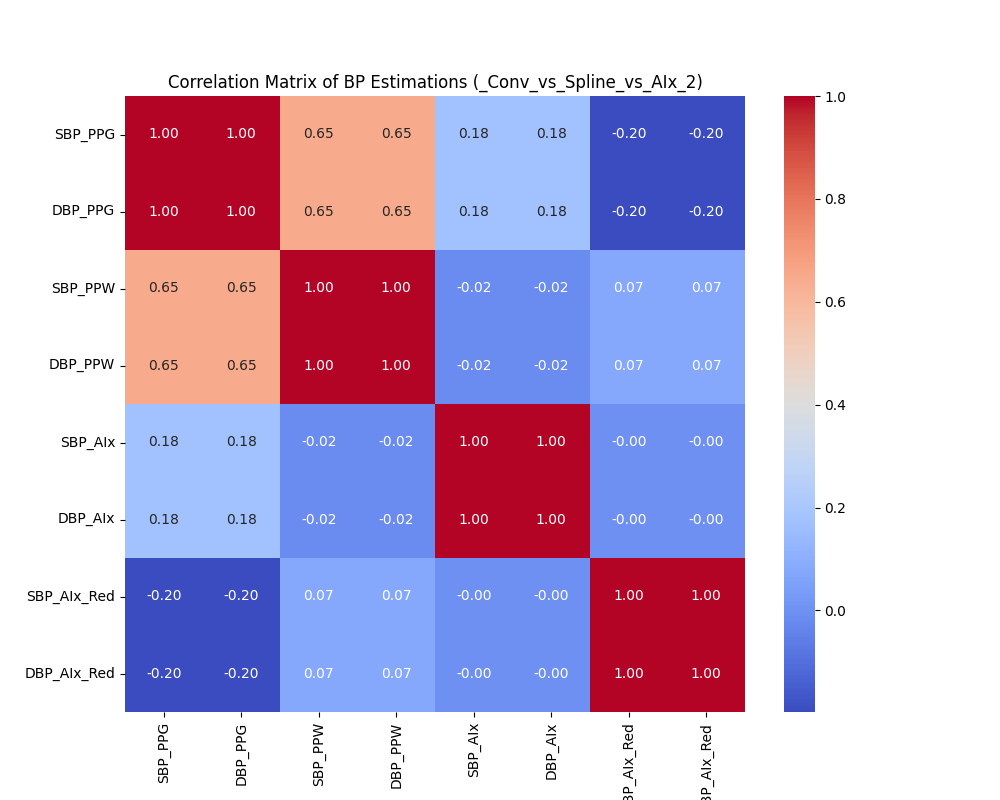 Correlation Matrix of BP Estimations (_Conv_vs_Spline_vs_AIx_2)
SBP_PPG 1.00 1.00 0.65 0.65 0.18 0.18 -0.20 -0.20
DBP_PPG 1.00 1.00 0.65 0.65 0.18 0.18 -0.20 -0.20
SBP_PPW 0.65 0.65 1.00 1.00 -0.02 -0.02 0.07 0.07
DBP_PPW 0.65 0.65 1.00 1.00 -0.02 -0.02 0.07 0.07
SBP_AIx 0.18 0.18 -0.02 -0.02 1.00 1.00 -0.00 -0.00
DBP_AIx 0.18 0.18 -0.02 -0.02 1.00 1.00 -0.00 -0.00
SBP_AIx_Red -0.20 -0.20 0.07 0.07 -0.00 -0.00 1.00 1.00
DBP_AIx_Red -0.20 -0.20 0.07 0.07 -0.00 -0.00 1.00 1.00
SBP_PPG DBP_PPG SBP_PPW DBP_PPW SBP_AIx DBP_AIx BP_AIx_Red BP_AIx_Red
1.0
0.8
0.6
0.4
0.2
0.0